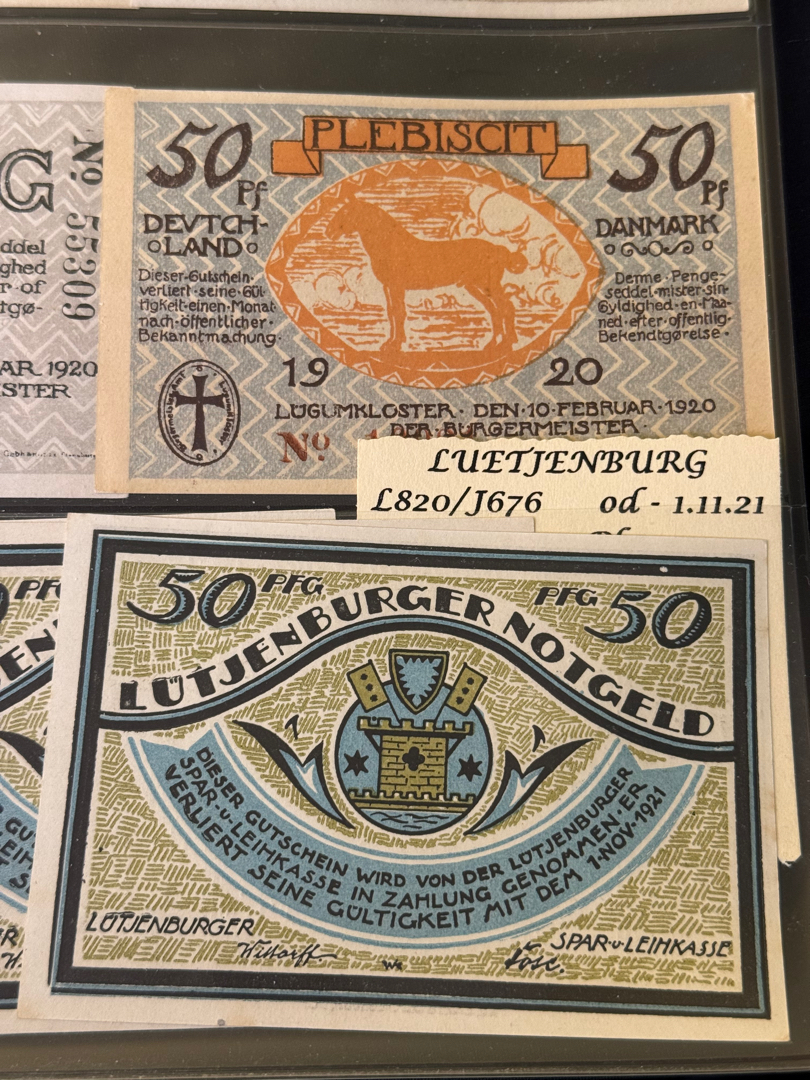 G
No 55309
ddel
ghed
r of
tgø-
AR 1920
STER
PLEBISCIT
50 Pf
50 Pf
DEVTCH-
LAND
DANMARK
Dieser·Gutschein·
verliert·seine·Gül-
tigkeit·einen·Monat
nach·öffentlicher·
Bekanntmachung·
Denne·Penge-
seddel·mister·sin·
Gyldighed·en·Maa-
ned·efter·offentlig·
Bekendtgørelse·
19 20
LÜGUMKLOSTER·DEN·10·FEBRUAR·1920
DER·BÜRGERMEISTER·
No
LUETJENBURG
L820/J676 od - 1.11.21
50 PFG
PFG 50
LÜTJENBURGER NOTGELD
DIESER GUTSCHEIN WIRD VON DER LÜTJENBURGER
SPAR-u-LEIHKASSE IN ZAHLUNG GENOMMEN·ER
VERLIERT SEINE GÜLTIGKEIT MIT DEM 1·NOV·1921
LÜTJENBURGER
SPAR-u-LEIHKASSE
Wittorff